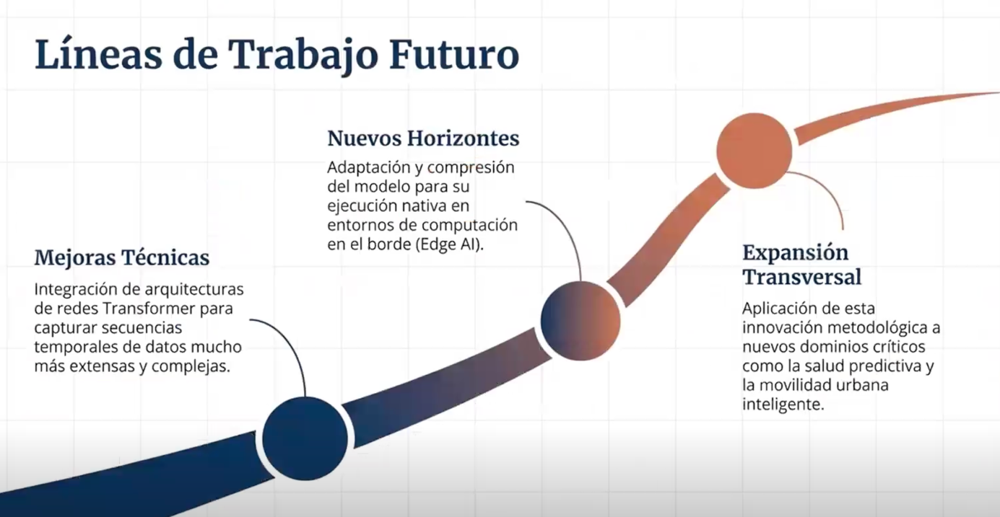 Líneas de Trabajo Futuro
Mejoras Técnicas
Integración de arquitecturas
de redes Transformer para
capturar secuencias
temporales de datos mucho
más extensas y complejas.
Nuevos Horizontes
Adaptación y compresión
del modelo para su
ejecución nativa en
entornos de computación
en el borde (Edge AI).
Expansión
Transversal
Aplicación de esta
innovación metodológica a
nuevos dominios críticos
como la salud predictiva y
la movilidad urbana
inteligente.